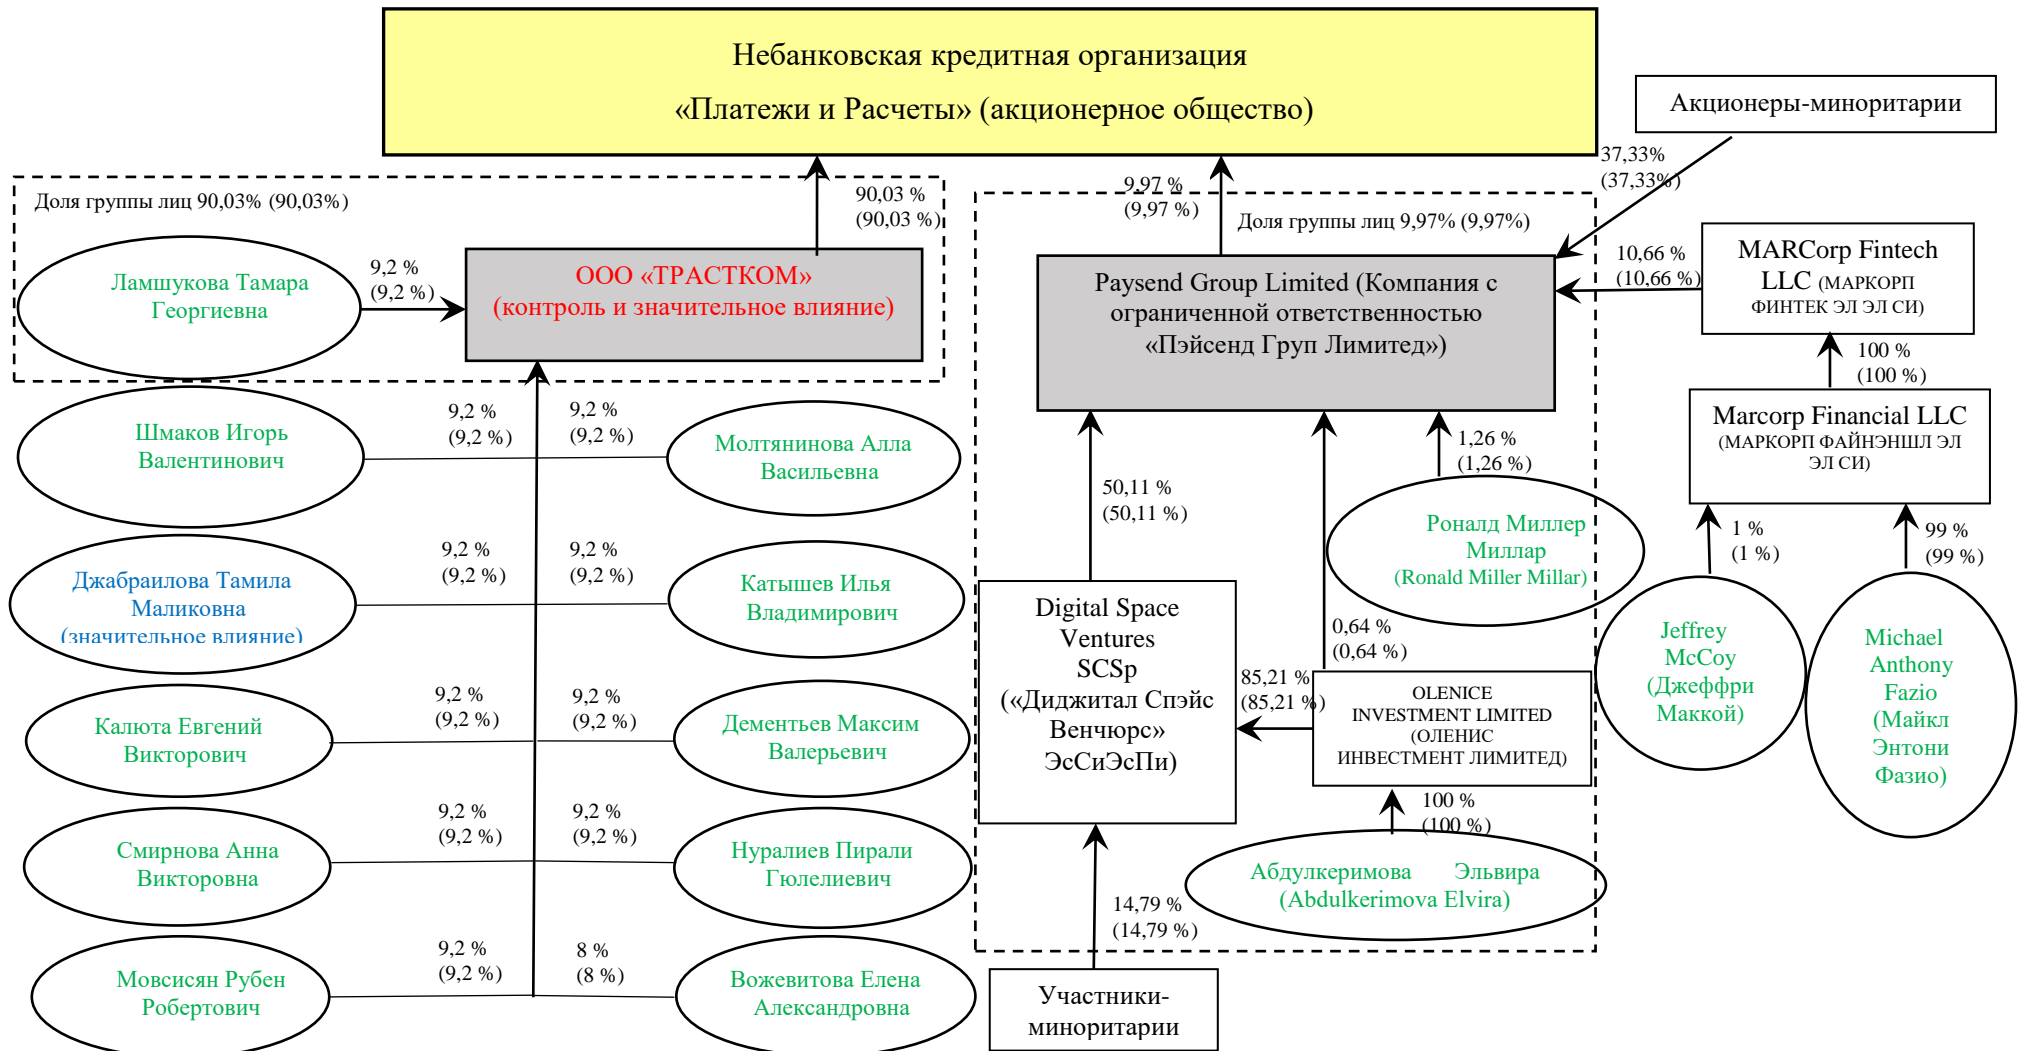 Небанковская кредитная организация
«Платежи и Расчеты» (акционерное общество)
Акционеры-миноритарии
37,33%
(37,33%)
Доля группы лиц 90,03% (90,03%)
90,03 %
(90,03 %)
9,97 %
(9,97 %)
Доля группы лиц 9,97% (9,97%)
Ламшукова Тамара
Георгиевна
9,2 %
(9,2 %)
ООО «ТРАСТКОМ»
(контроль и значительное влияние)
Paysend Group Limited (Компания с
ограниченной ответственностью
«Пэйсенд Груп Лимитед»)
10,66 %
(10,66 %)
MARCorp Fintech
LLC (МАРКОРП
ФИНТЕК ЭЛ ЭЛ СИ)
100 %
(100 %)
Marcorp Financial LLC
(МАРКОРП ФАЙНЭНШЛ ЭЛ
ЭЛ СИ)
1 %
(1 %)
99 %
(99 %)
Jeffrey
McCoy
(Джеффри
Маккой)
Michael
Anthony
Fazio
(Майкл
Энтони
Фазио)
Шмаков Игорь
Валентинович
9,2 %
(9,2 %)
9,2 %
(9,2 %)
Молтянинова Алла
Васильевна
Джабраилова Тамила
Маликовна
(значительное влияние)
9,2 %
(9,2 %)
9,2 %
(9,2 %)
Катышев Илья
Владимирович
Калюта Евгений
Викторович
9,2 %
(9,2 %)
9,2 %
(9,2 %)
Дементьев Максим
Валерьевич
Смирнова Анна
Викторовна
9,2 %
(9,2 %)
9,2 %
(9,2 %)
Нуралиев Пирали
Гюлелиевич
Мовсисян Рубен
Робертович
9,2 %
(9,2 %)
8 %
(8 %)
Вожевитова Елена
Александровна
50,11 %
(50,11 %)
1,26 %
(1,26 %)
Роналд Миллер
Миллар
(Ronald Miller Millar)
0,64 %
(0,64 %)
Digital Space
Ventures
SCSp
(«Диджитал Спэйс
Венчюрс»
ЭсСиЭсПи)
85,21 %
(85,21 %)
OLENICE
INVESTMENT LIMITED
(ОЛЕНИС
ИНВЕСТМЕНТ ЛИМИТЕД)
100 %
(100 %)
Абдулкеримова Эльвира
(Abdulkerimova Elvira)
14,79 %
(14,79 %)
Участники-
миноритарии